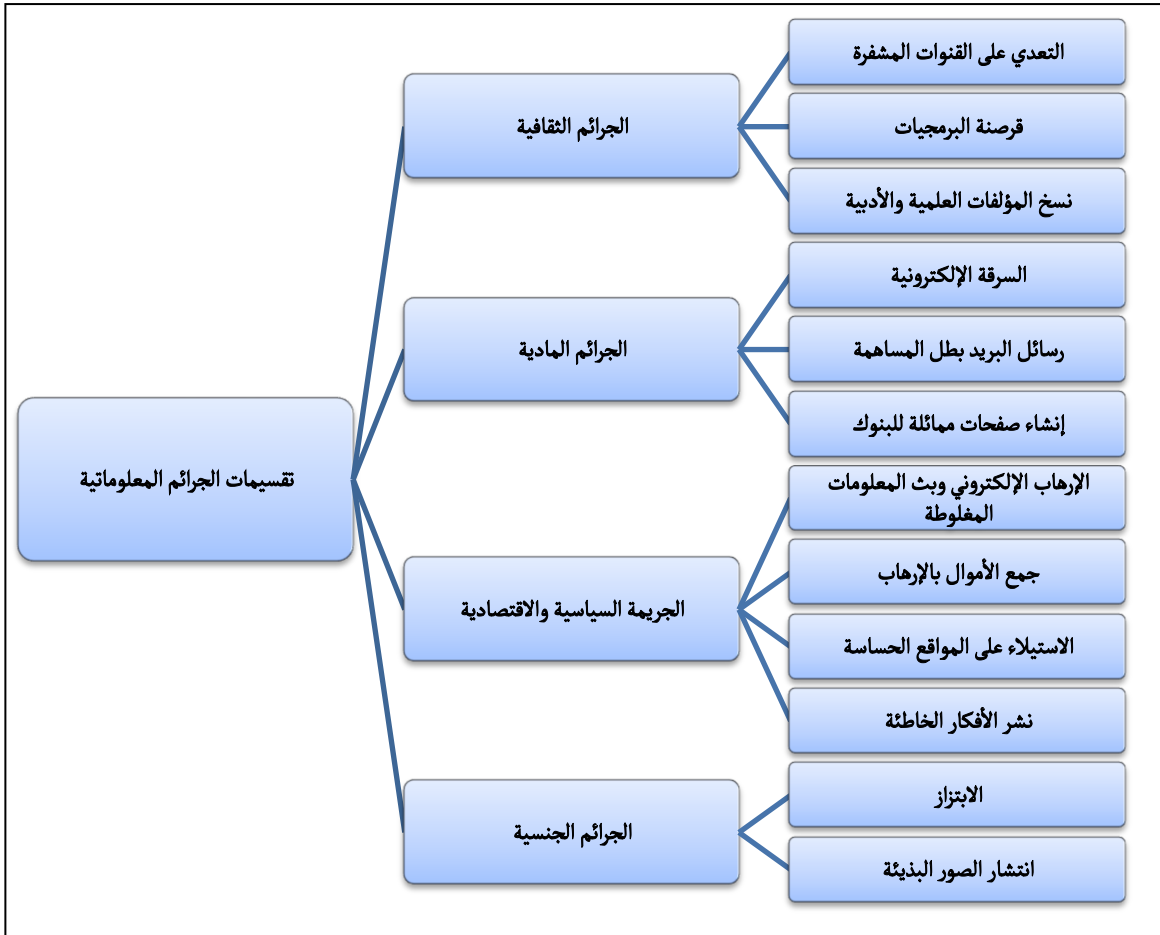 تقسيمات الجرائم المعلوماتية
الجرائم الثقافية
التعدي على القنوات المشفرة
قرصنة البرمجيات
نسخ المؤلفات العلمية والأدبية
الجرائم المادية
السرقة الإلكترونية
رسائل البريد بطل المساهمة
إنشاء صفحات مماثلة للبنوك
الجريمة السياسية والاقتصادية
الإرهاب الإلكتروني وبث المعلومات
المغلوطة
جمع الأموال بالإرهاب
الاستيلاء على المواقع الحساسة
نشر الأفكار الخاطئة
الجرائم الجنسية
الابتزاز
انتشار الصور البذيئة